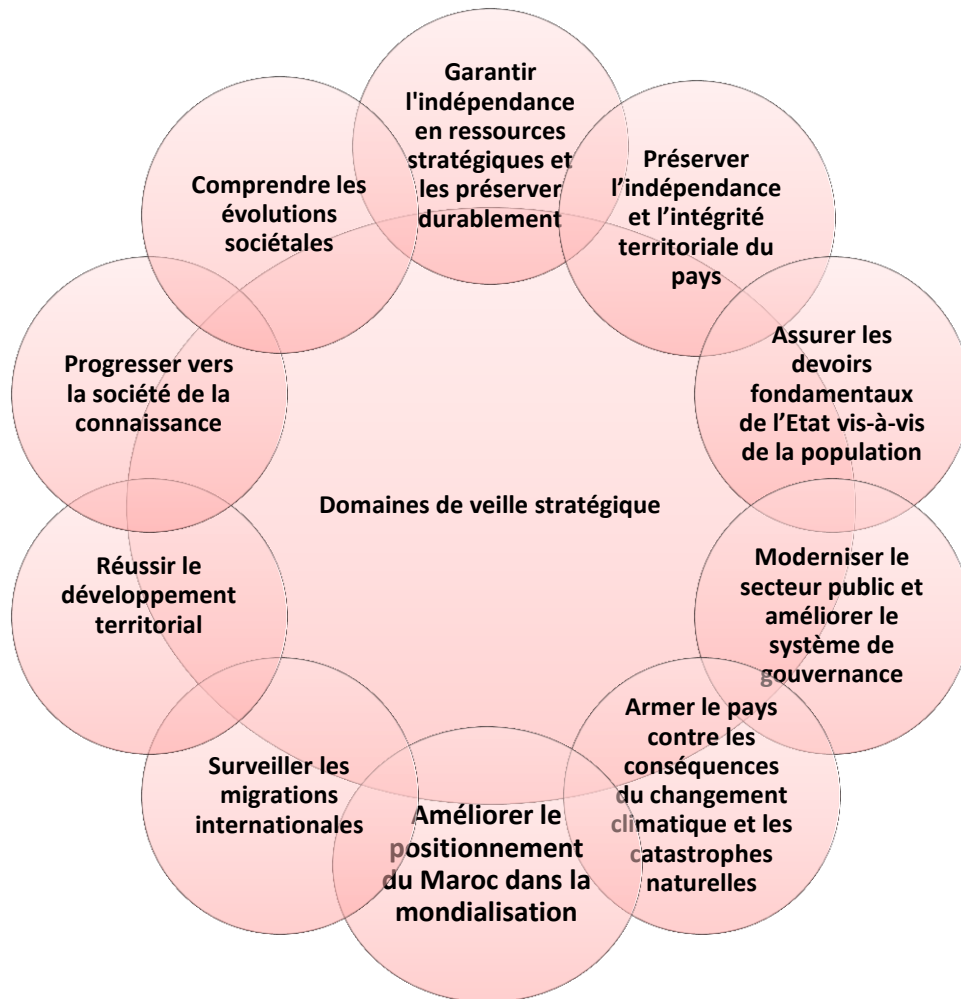 Garantir
l'indépendance
en ressources
stratégiques et
les préserver
durablement
Préserver
l’indépendance
et l’intégrité
territoriale du
pays
Assurer les
devoirs
fondamentaux
de l’Etat vis-à-vis
de la population
Moderniser le
secteur public et
améliorer le
système de
gouvernance
Armer le pays
contre les
conséquences
du changement
climatique et les
catastrophes
naturelles
Améliorer le
positionnement
du Maroc dans la
mondialisation
Surveiller les
migrations
internationales
Réussir le
développement
territorial
Progresser vers
la société de la
connaissance
Comprendre les
évolutions
sociétales
Domaines de veille stratégique